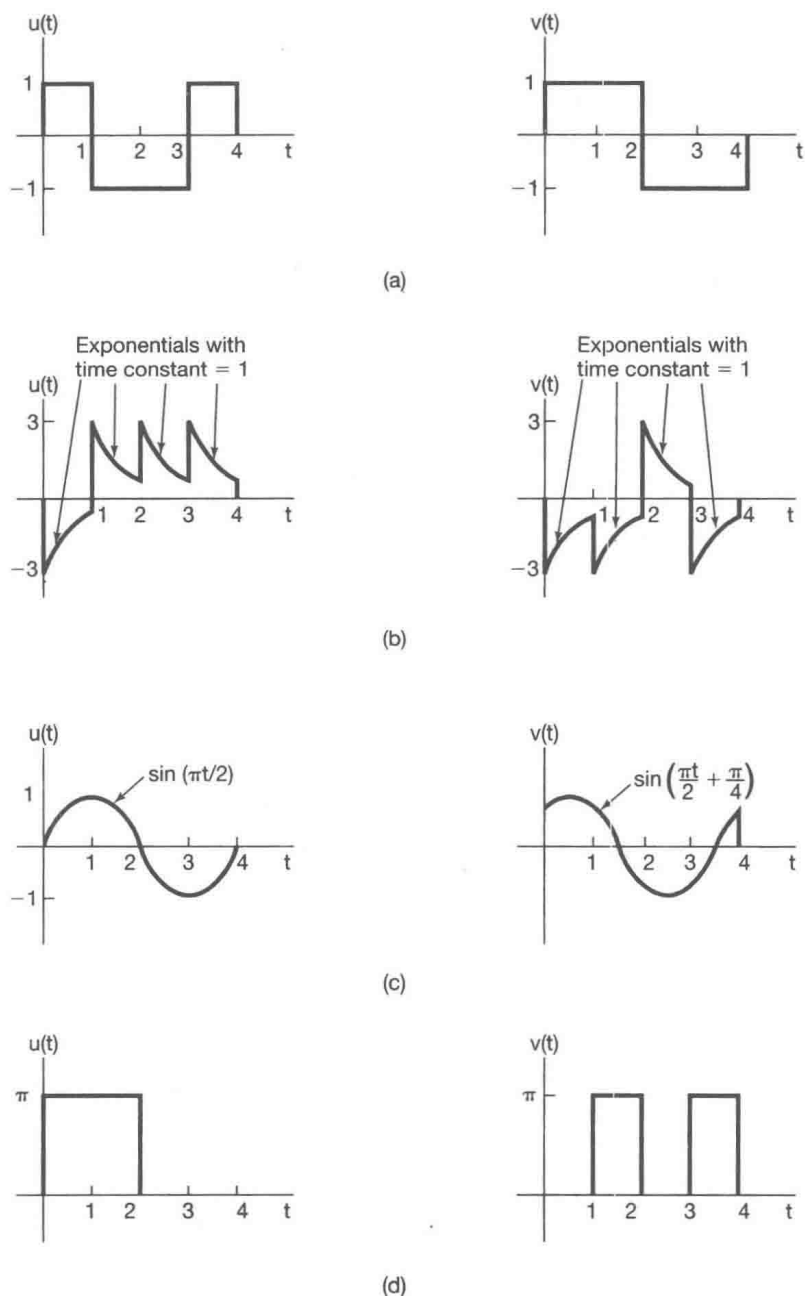 u(t) v(t)
1 1
1 2 3 4 t 1 2 3 4 t
−1 −1
(a)
Exponentials with Exponentials with
time constant = 1 time constant = 1
u(t) v(t)
3 3
1 2 3 4 t 1 2 3 4 t
−3 −3
(b)
u(t) v(t)
sin (πt/2) sin (πt/2 + π/4)
1
1 2 3 4 t 1 2 3 4 t
−1
(c)
u(t) v(t)
π π
1 2 3 4 t 1 2 3 4 t
(d)